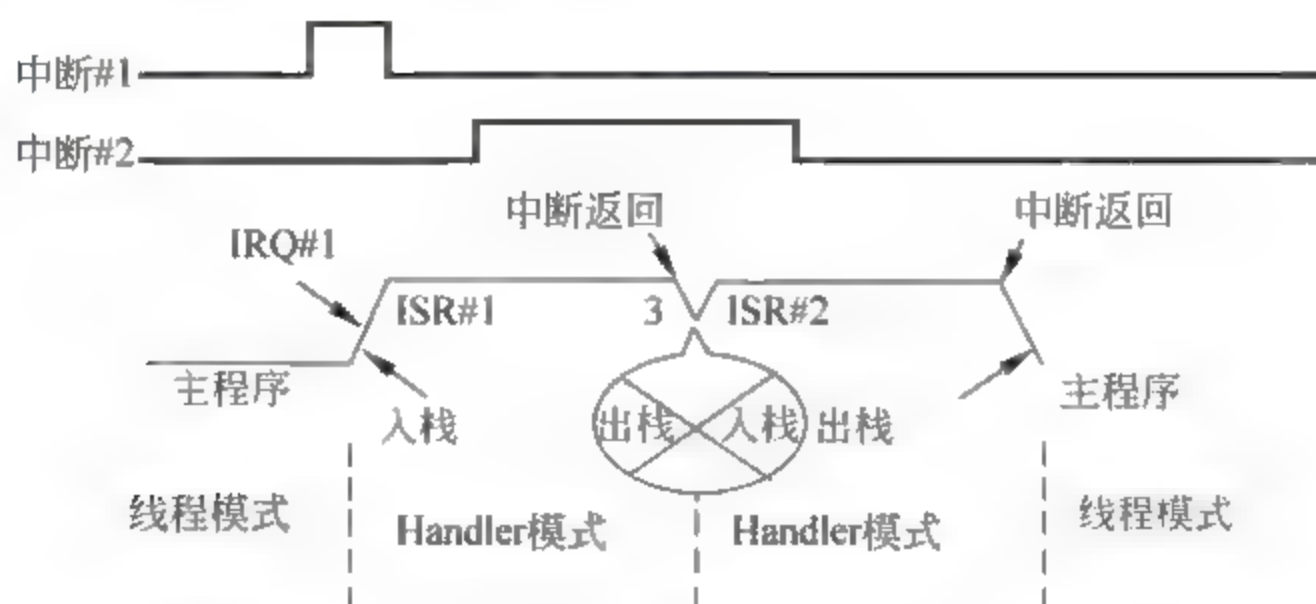 中断#1
中断#2
中断返回
中断返回
IRQ#1
ISR#1
3
ISR#2
主程序
主程序
入栈
出栈
入栈
出栈
线程模式
Handler模式
Handler模式
线程模式